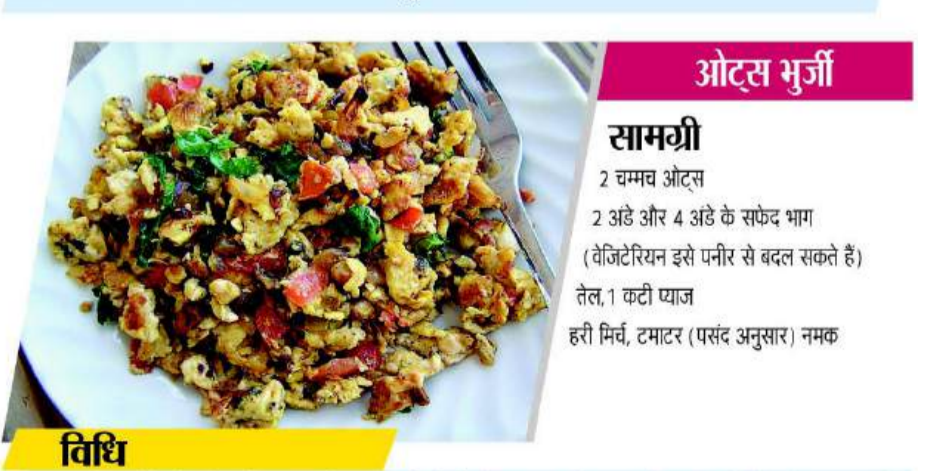 ओट्स भुर्जी
सामग्री
2 चम्मच ओट्स
2 अंडे और 4 अंडे के सफेद भाग
(वेजिटेरियन इसे पनीर से बदल सकते हैं)
तेल,1 कटी प्याज
हरी मिर्च, टमाटर (पसंद अनुसार) नमक
विधि